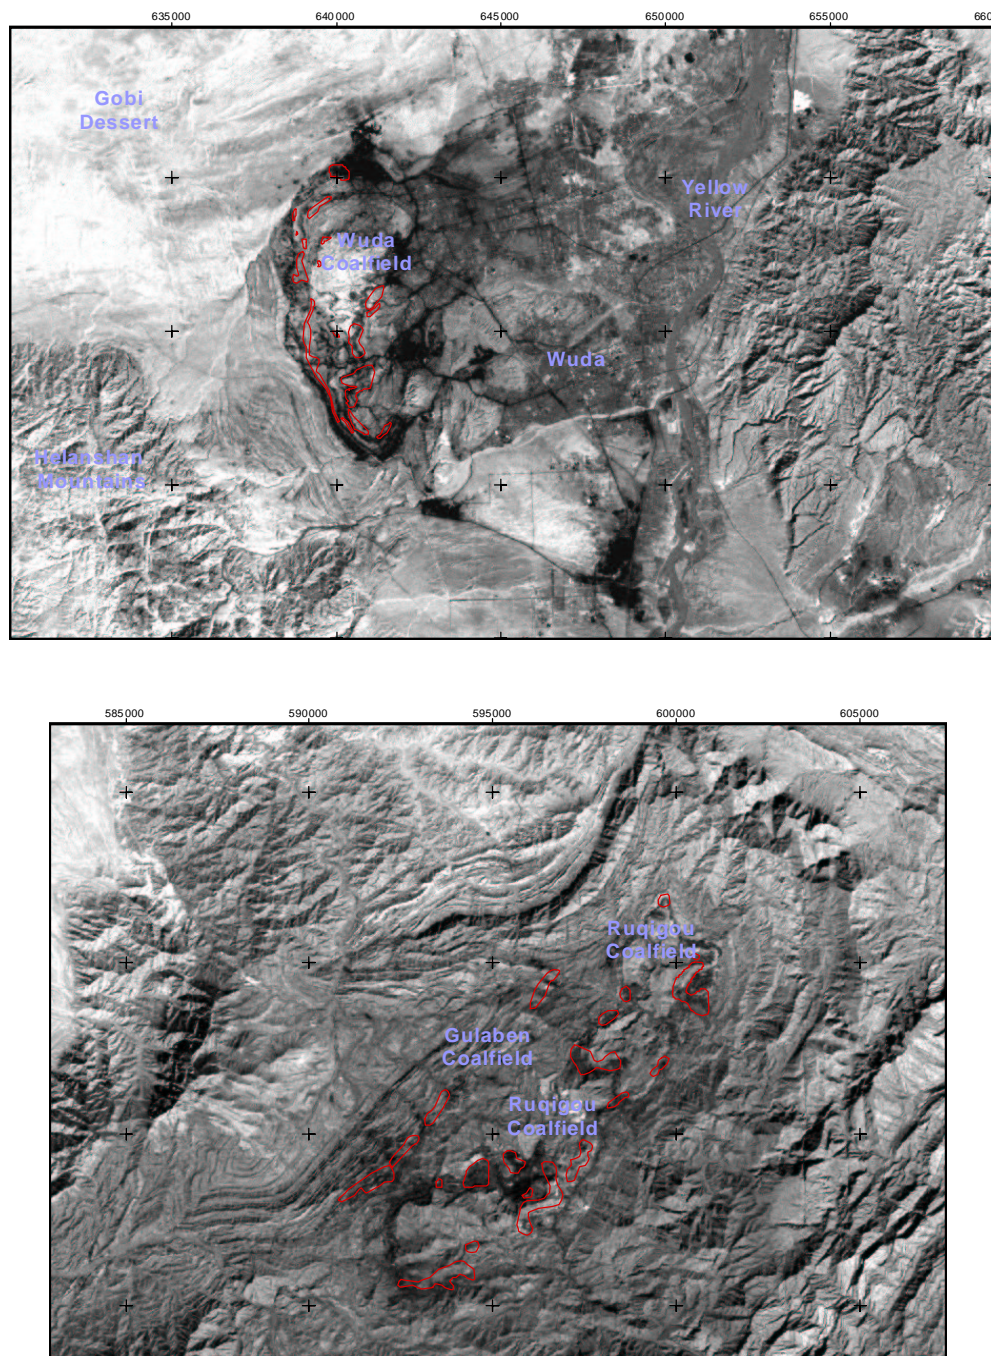 635000 640000 645000 650000 655000 660
Gobi
Dessert
Yellow
River
Wuda
Coalfield
Wuda
Helanshan
Mountains
585000 590000 595000 600000 605000
Ruqigou
Coalfield
Gulaben
Coalfield
Ruqigou
Coalfield